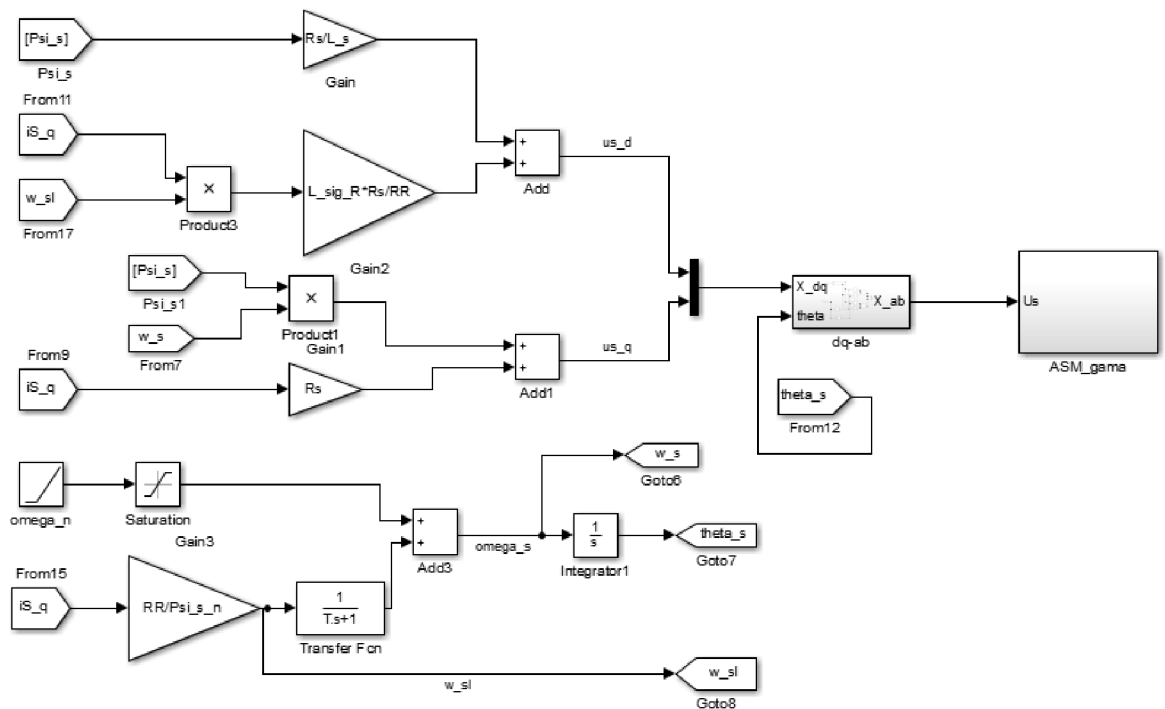 [Psi_s]
Psi_s
Rs/L_s
Gain
From11
iS_q
w_sl
From17
×
Product3
L_sig_R*Rs/RR
Gain2
+
+
Add
us_d
[Psi_s]
Psi_s1
w_s
From7
×
Product1
Gain1
From9
iS_q
Rs
+
+
Add1
us_q
X_dq
theta
X_ab
dq-ab
Us
ASM_gama
theta_s
From12
omega_n
Saturation
Gain3
From15
iS_q
RR/Psi_s_n
1
T.s+1
Transfer Fcn
+
+
Add3
omega_s
w_s
Goto6
1
s
Integrator1
theta_s
Goto7
w_sl
w_sl
Goto8